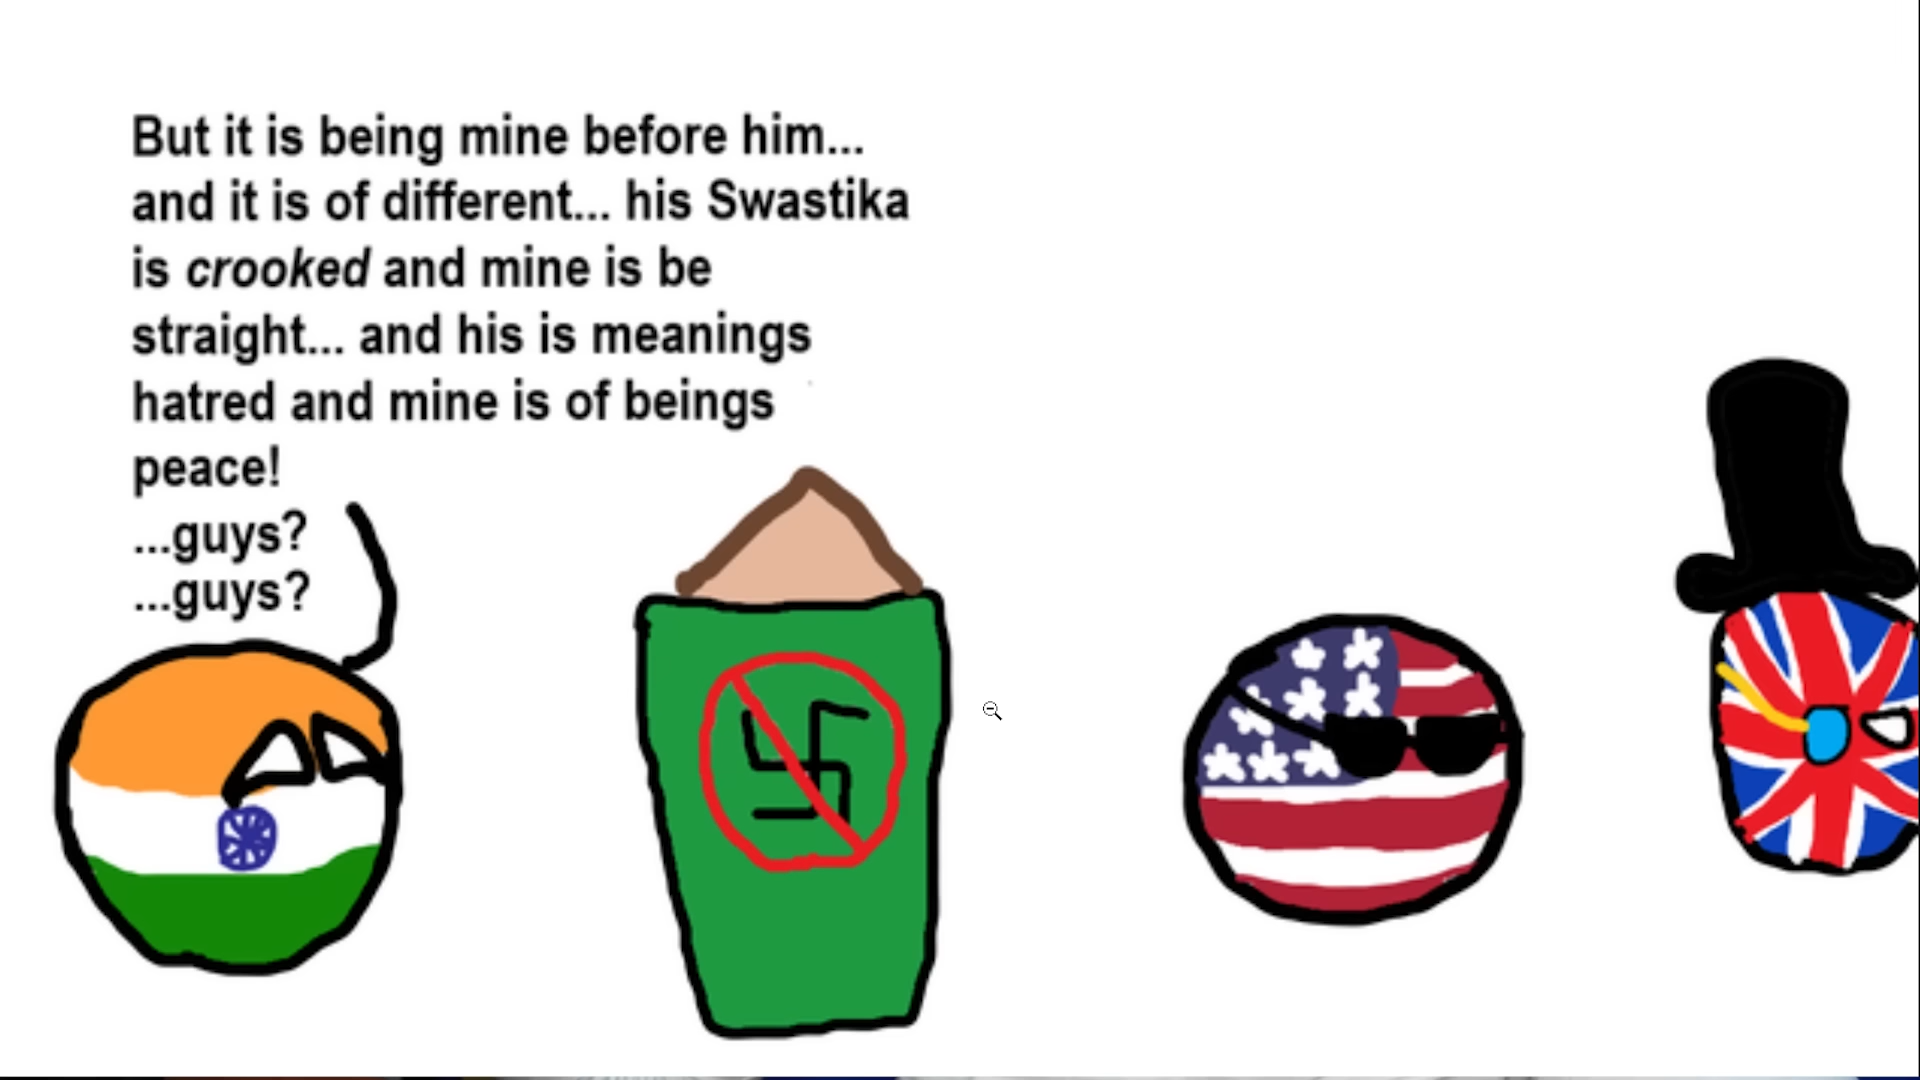 But it is being mine before him...
and it is of different... his Swastika
is crooked and mine is be
straight... and his is meanings
hatred and mine is of beings
peace!
...guys?
...guys?